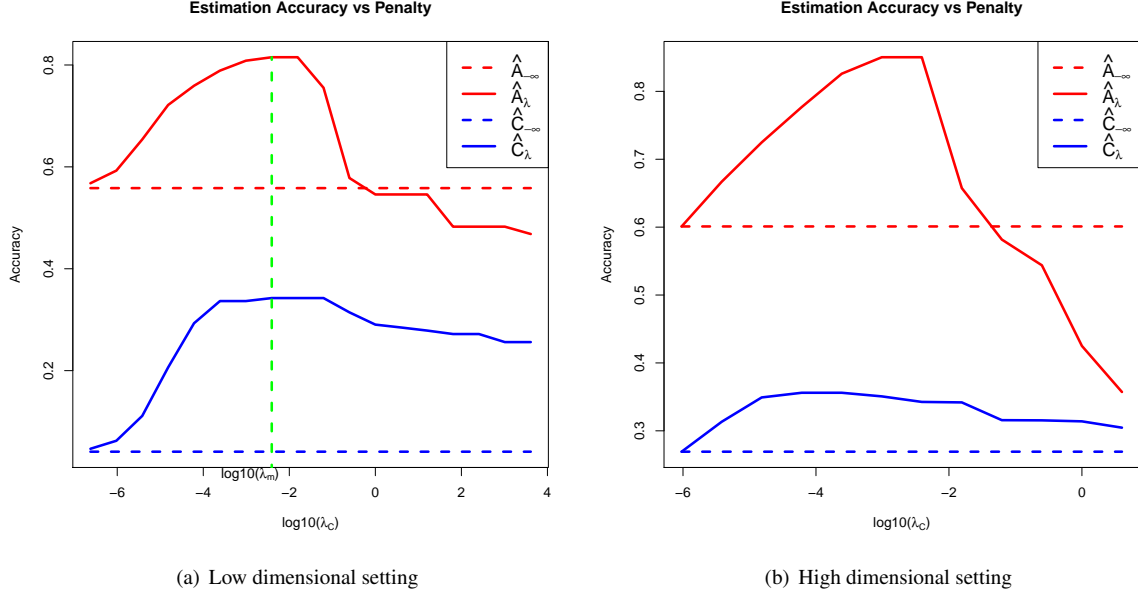 Estimation Accuracy vs Penalty
Accuracy
0.2 0.4 0.6 0.8
Â−∞
Âλ
Ĉ−∞
Ĉλ
log10(λm)
−6 −4 −2 0 2 4
log10(λC)
(a) Low dimensional setting
Estimation Accuracy vs Penalty
Accuracy
0.3 0.4 0.5 0.6 0.7 0.8
Â−∞
Âλ
Ĉ−∞
Ĉλ
−6 −4 −2 0
log10(λC)
(b) High dimensional setting